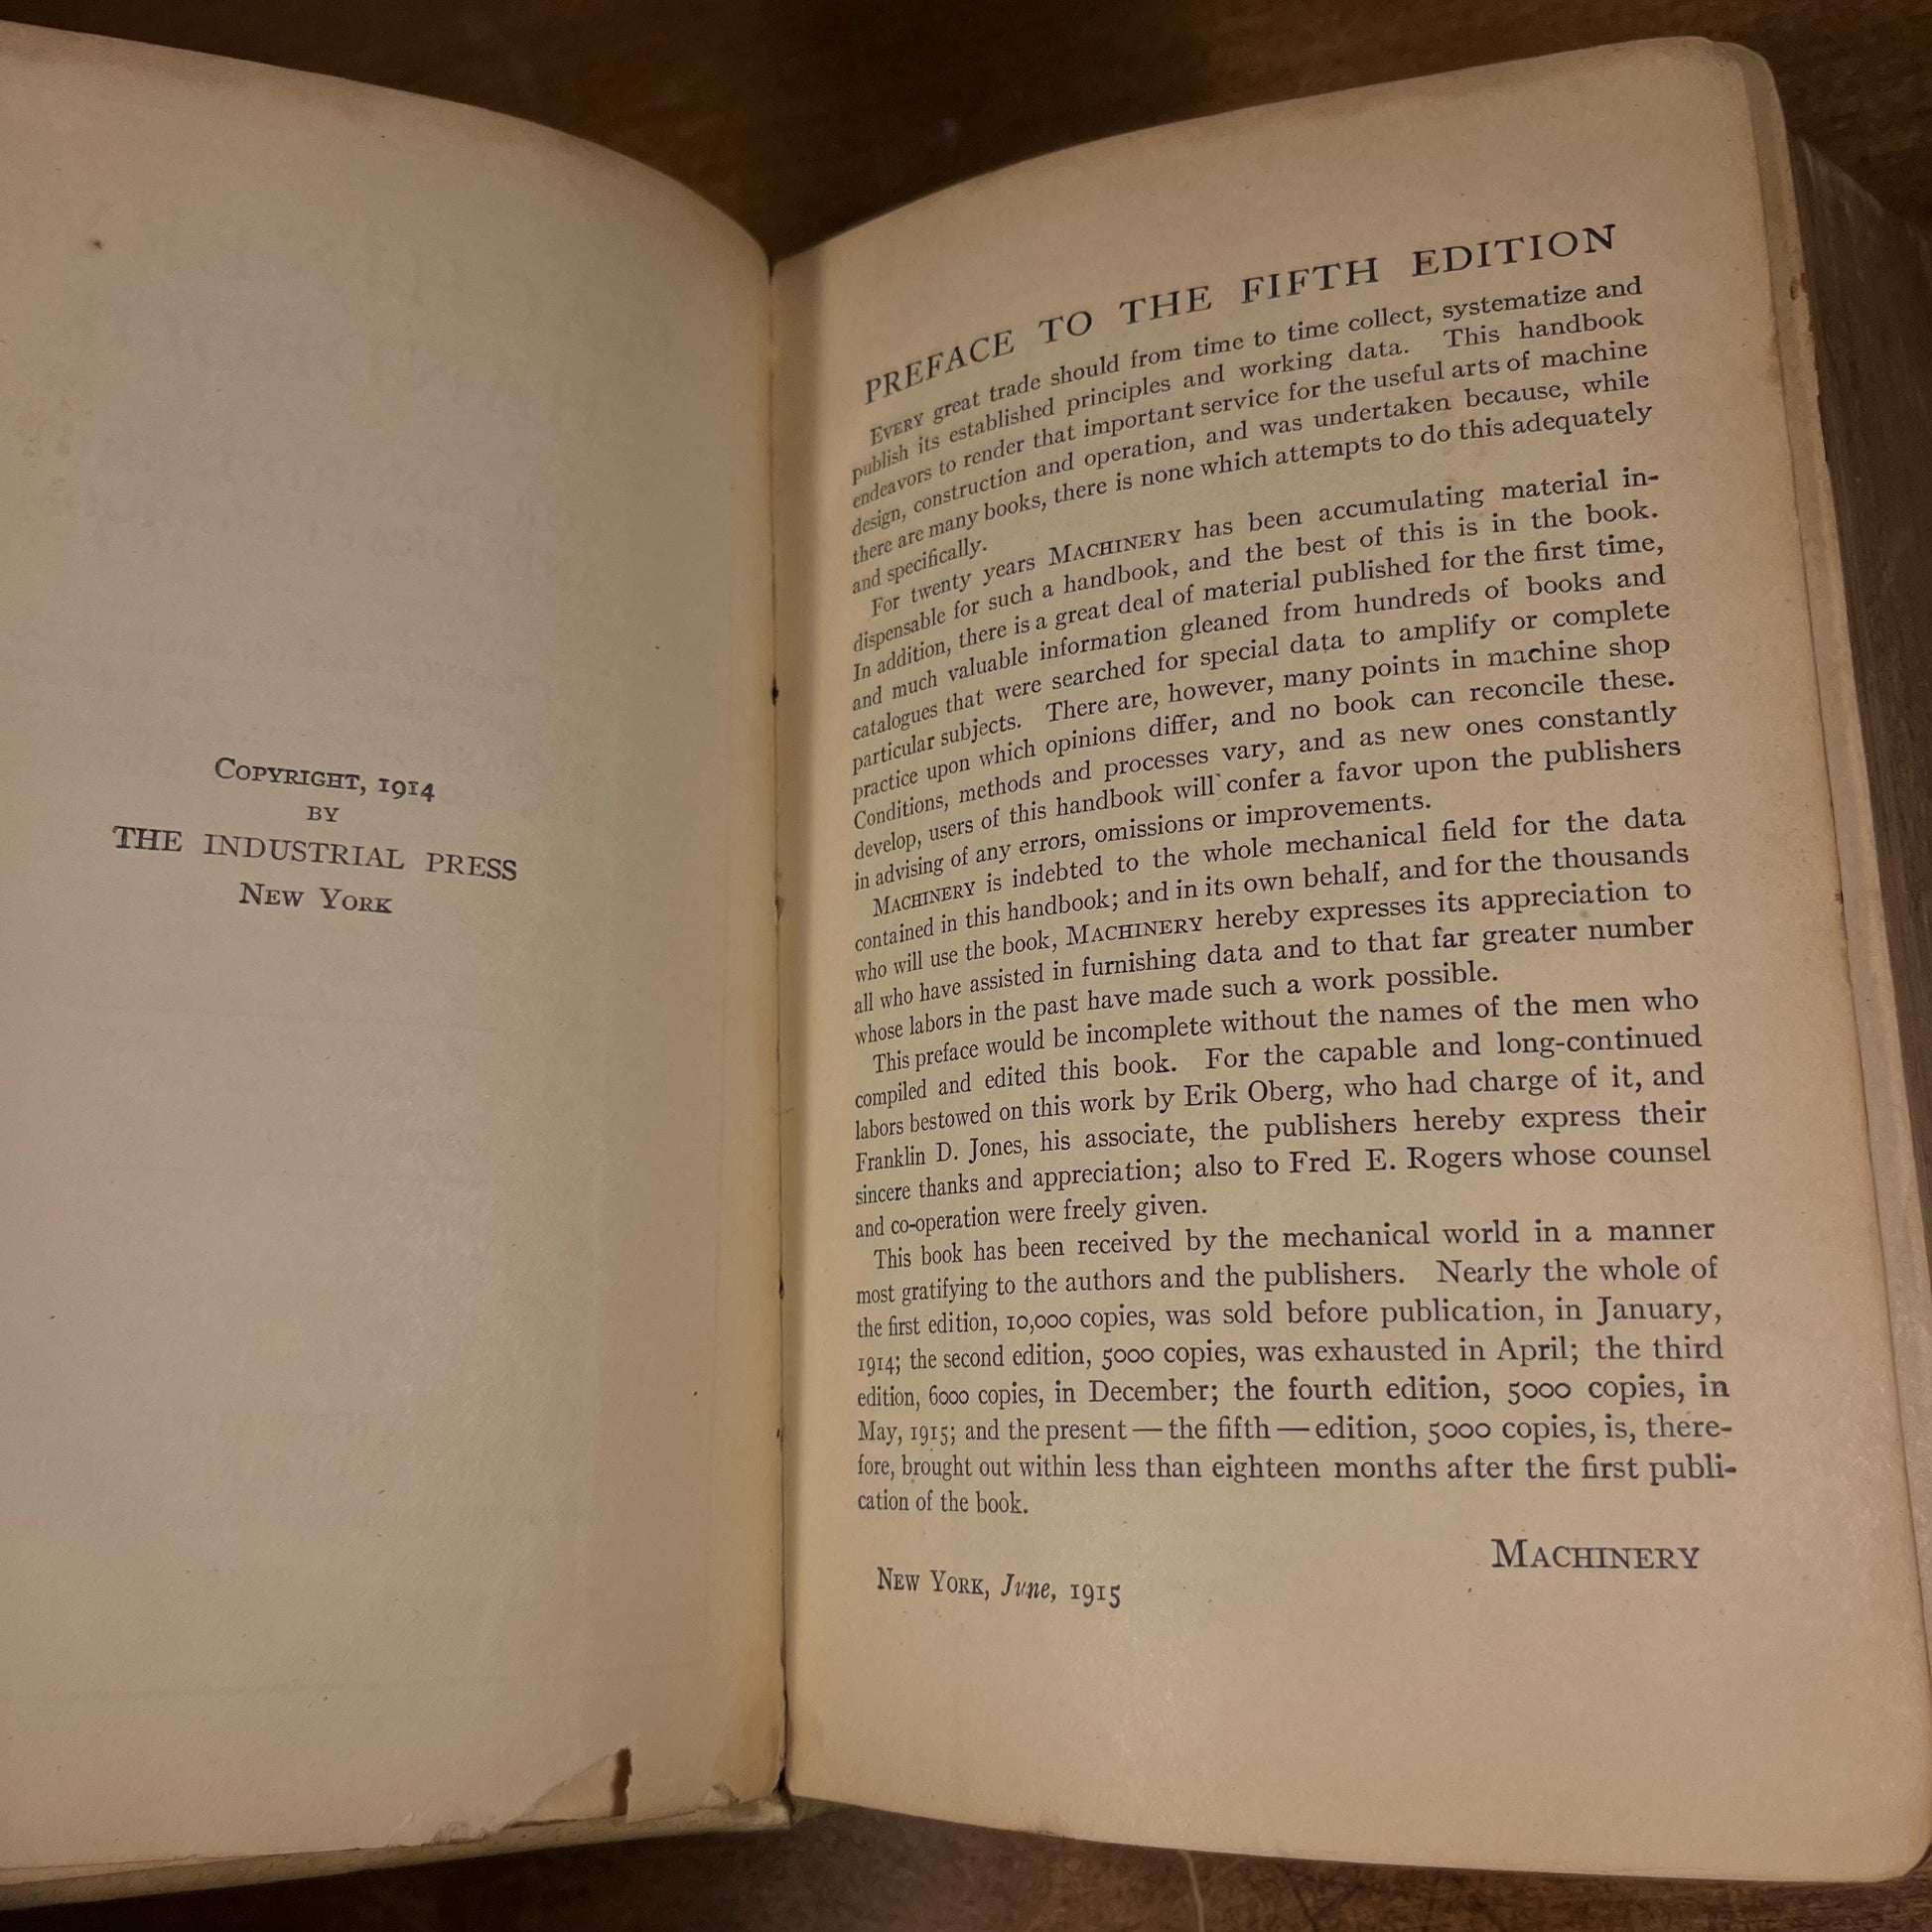 COPYRIGHT, 1914
BY
THE INDUSTRIAL PRESS
NEW YORK
PREFACE TO THE FIFTH EDITION
EVERY great trade should from time to time collect, systematize and
publish its established principles and working data. This handbook
endeavors to render that important service for the useful arts of machine
design, construction and operation, and was undertaken because, while
there are many books, there is none which attempts to do this adequately
and specifically.
For twenty years MACHINERY has been accumulating material in-
dispensable for such a handbook, and the best of this is in the book.
In addition, there is a great deal of material published for the first time,
and much valuable information gleaned from hundreds of books and
catalogues that were searched for special data to amplify or complete
particular subjects. There are, however, many points in machine shop
practice upon which opinions differ, and no book can reconcile these.
Conditions, methods and processes vary, and as new ones constantly
develop, users of this handbook will confer a favor upon the publishers
in advising of any errors, omissions or improvements.
MACHINERY is indebted to the whole mechanical field for the data
contained in this handbook; and in its own behalf, and for the thousands
who will use the book, MACHINERY hereby expresses its appreciation to
all who have assisted in furnishing data and to that far greater number
whose labors in the past have made such a work possible.
This preface would be incomplete without the names of the men who
compiled and edited this book. For the capable and long-continued
labors bestowed on this work by Erik Oberg, who had charge of it, and
Franklin D. Jones, his associate, the publishers hereby express their
sincere thanks and appreciation; also to Fred E. Rogers whose counsel
and co-operation were freely given.
This book has been received by the mechanical world in a manner
most gratifying to the authors and the publishers. Nearly the whole of
the first edition, 10,000 copies, was sold before publication, in January,
1914; the second edition, 5000 copies, was exhausted in April; the third
edition, 6000 copies, in December; the fourth edition, 5000 copies, in
May, 1915; and the present — the fifth — edition, 5000 copies, is, there-
fore, brought out within less than eighteen months after the first publi-
cation of the book.
MACHINERY
NEW YORK, June, 1915